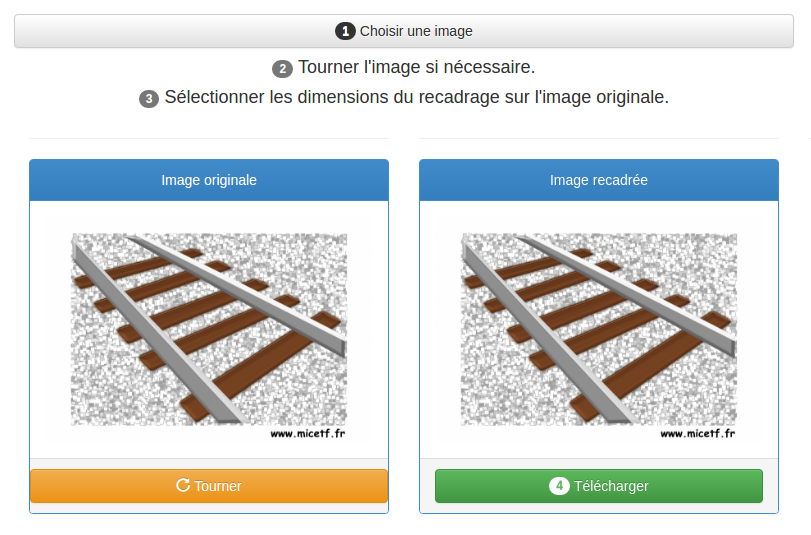 1 Choisir une image
2 Tourner l'image si nécessaire.
3 Sélectionner les dimensions du recadrage sur l'image originale.
Image originale
Image recadrée
www.micetf.fr
www.micetf.fr
Tourner
4 Télécharger